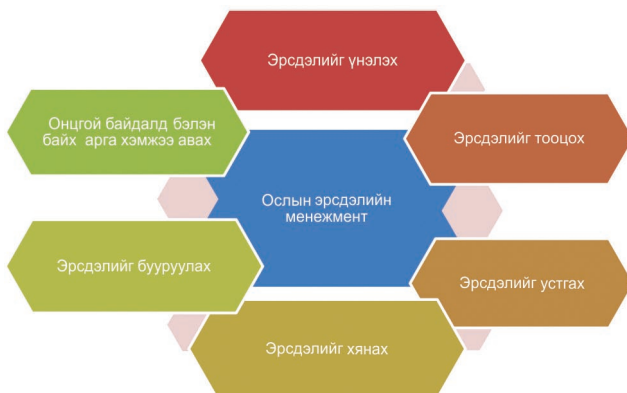 Эрсдэлийг үнэлэх
Онцгой байдалд бэлэн
байх арга хэмжээ авах
Эрсдэлийг тооцох
Ослын эрсдэлийн
менежмент
Эрсдэлийг бууруулах
Эрсдэлийг устгах
Эрсдэлийг хянах